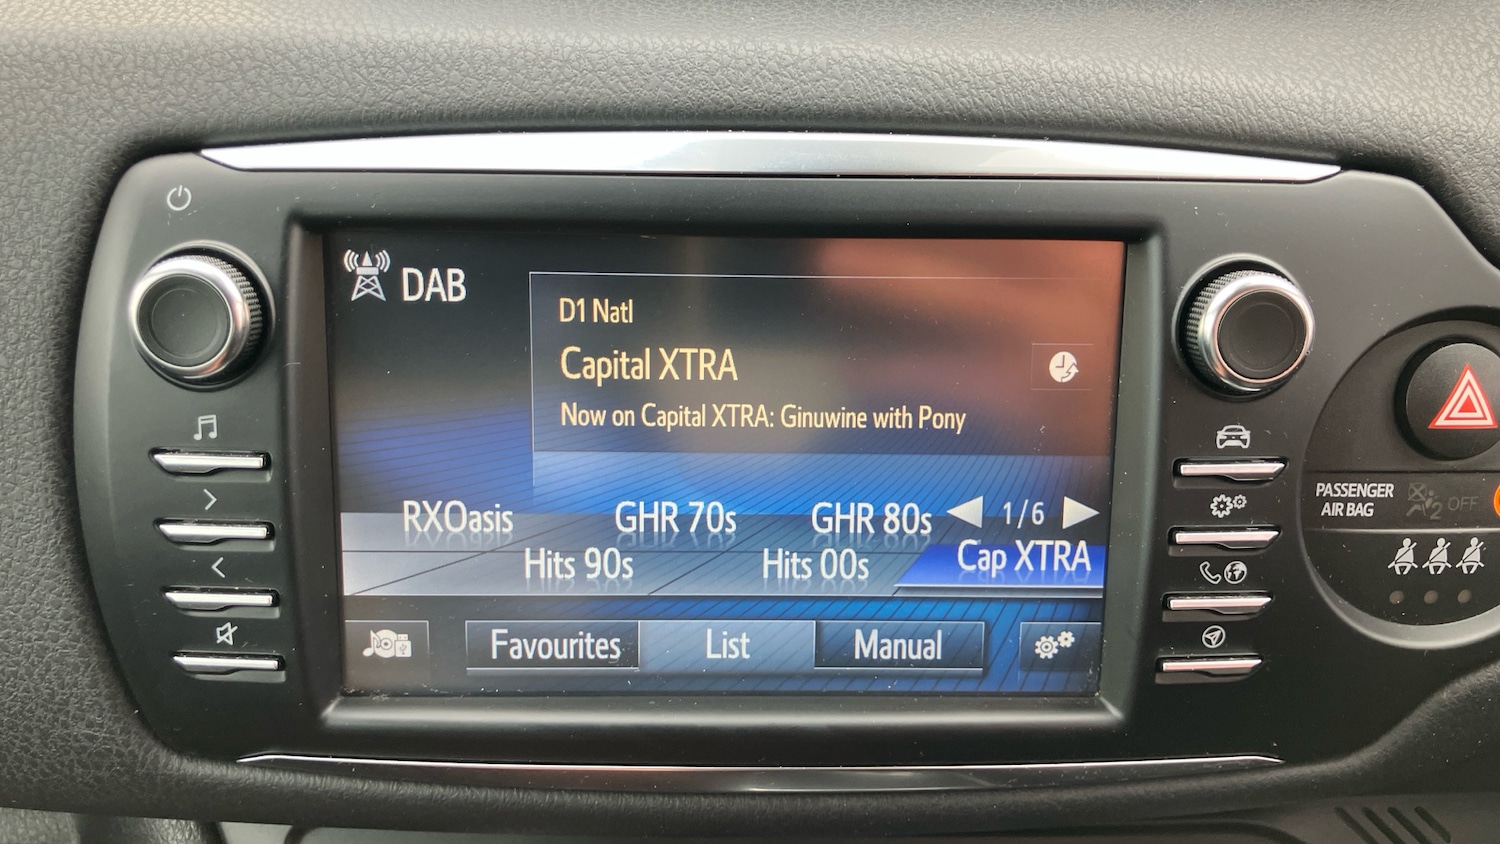 DAB
D1 Natl
Capital XTRA
Now on Capital XTRA: Ginuwine with Pony
RXOasis GHR 70s GHR 80s 1/6
Hits 90s Hits 00s Cap XTRA
Favourites List Manual
PASSENGER
AIR BAG
2 OFF